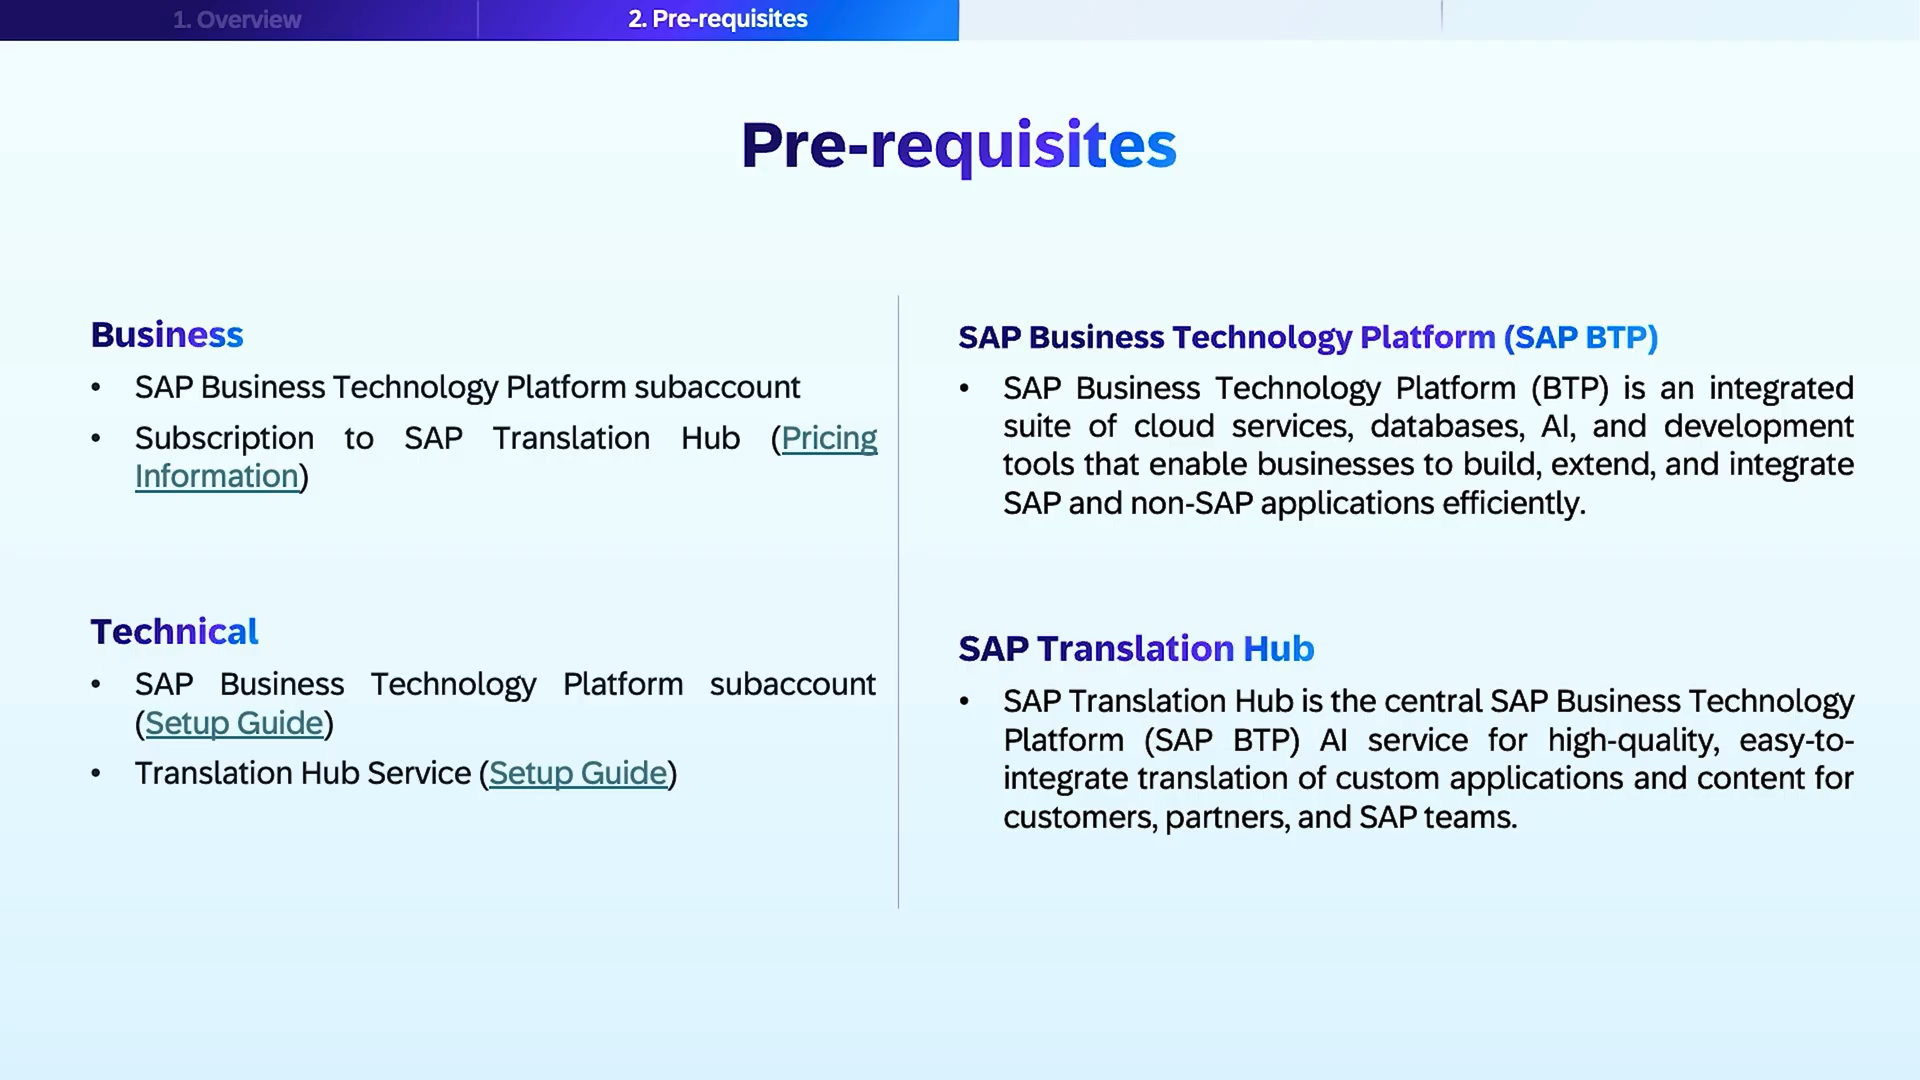 1. Overview
2. Pre-requisites
Pre-requisites
Business
• SAP Business Technology Platform subaccount
• Subscription to SAP Translation Hub (Pricing
Information)
Technical
• SAP Business Technology Platform subaccount
(Setup Guide)
• Translation Hub Service (Setup Guide)
SAP Business Technology Platform (SAP BTP)
• SAP Business Technology Platform (BTP) is an integrated
suite of cloud services, databases, AI, and development
tools that enable businesses to build, extend, and integrate
SAP and non-SAP applications efficiently.
SAP Translation Hub
• SAP Translation Hub is the central SAP Business Technology
Platform (SAP BTP) AI service for high-quality, easy-to-
integrate translation of custom applications and content for
customers, partners, and SAP teams.